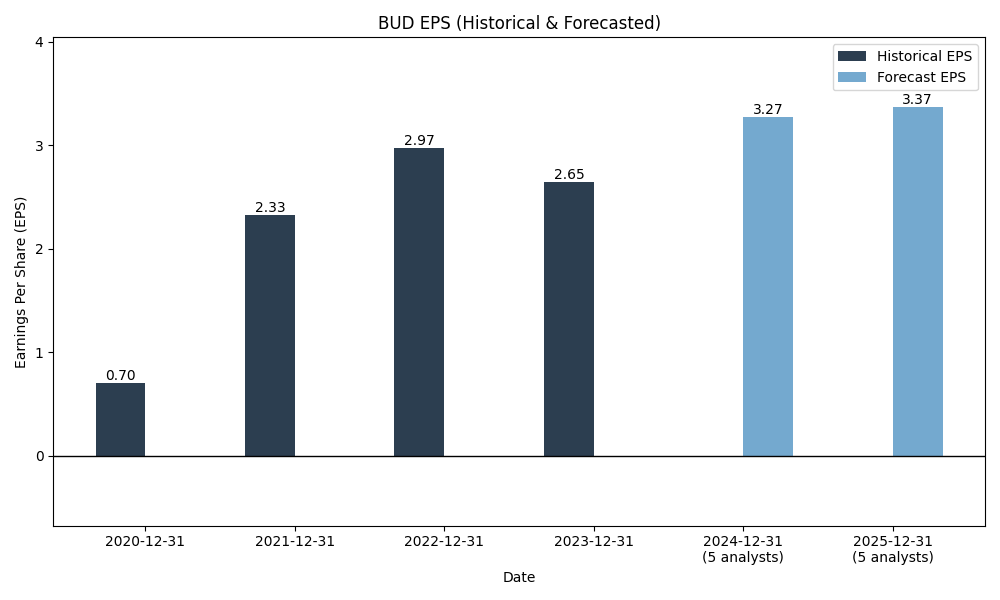 BUD EPS (Historical & Forecasted)
Historical EPS
Forecast EPS
Earnings Per Share (EPS)
4
3
2
1
0
0.70
2.33
2.97
2.65
3.27
3.37
2020-12-31
2021-12-31
2022-12-31
2023-12-31
2024-12-31
(5 analysts)
2025-12-31
(5 analysts)
Date